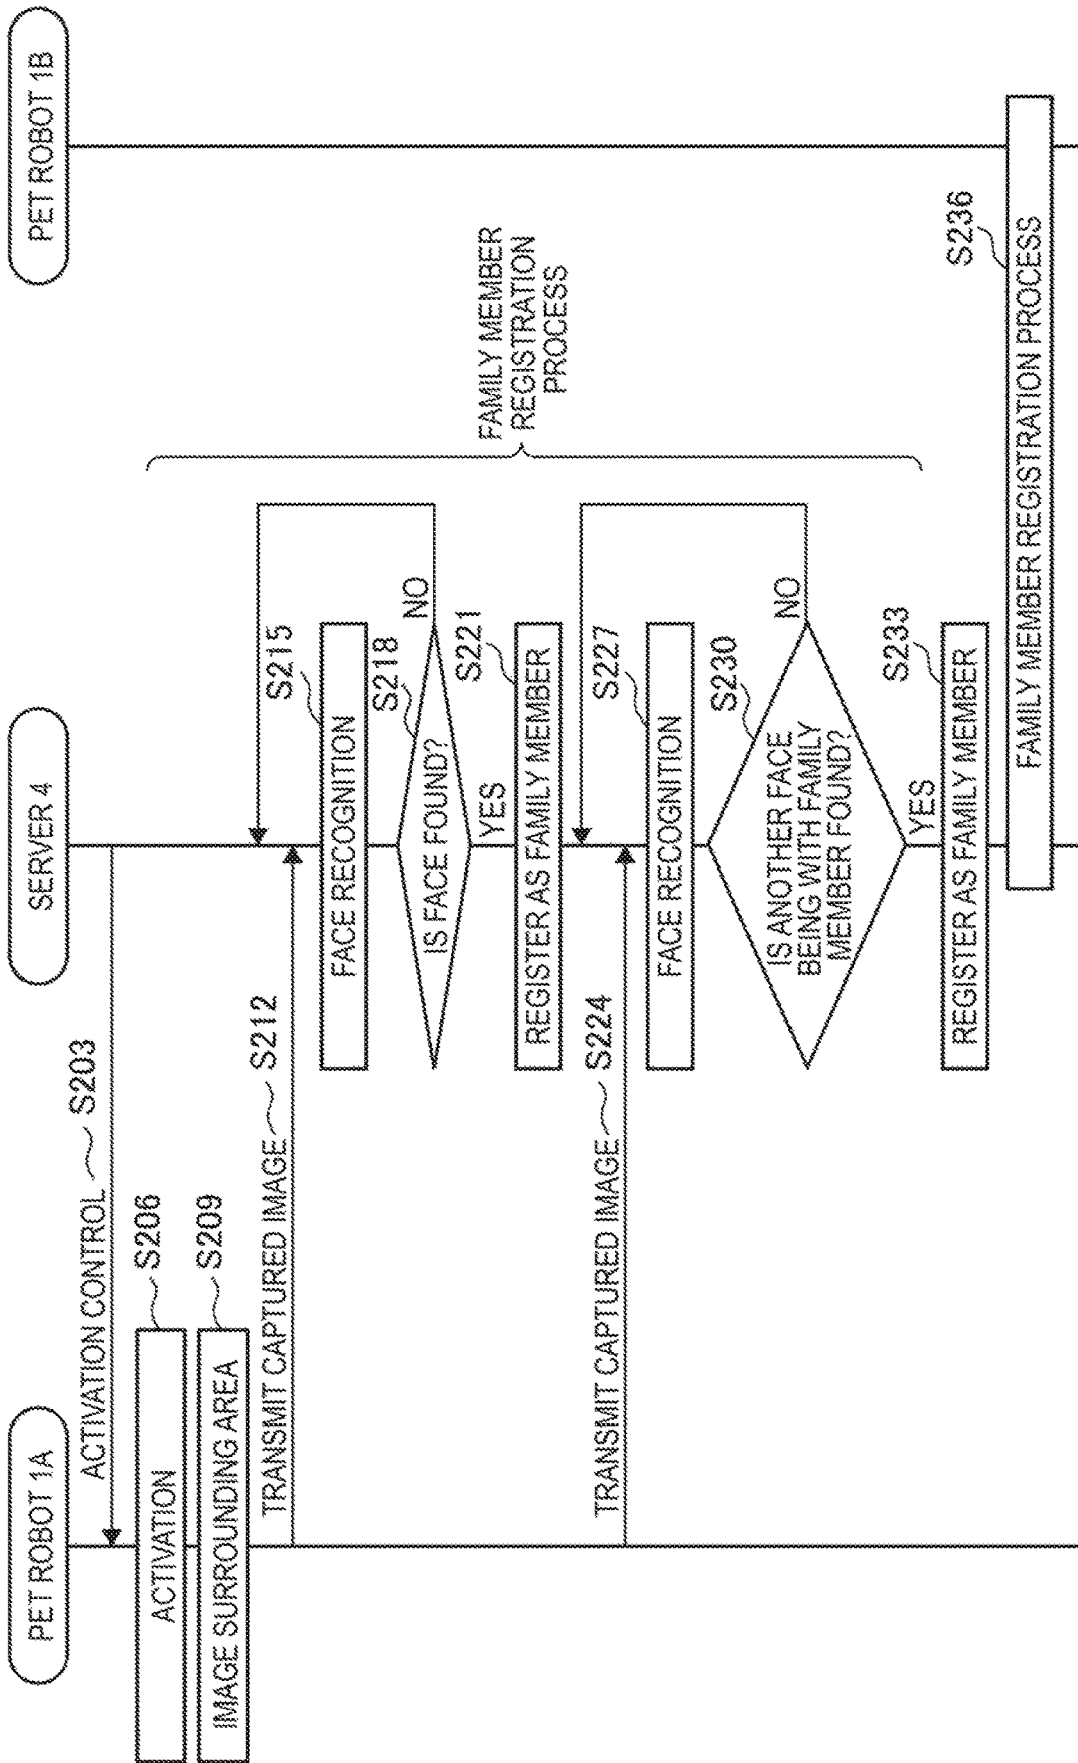 PET ROBOT 1A
SERVER 4
PET ROBOT 1B
ACTIVATION CONTROL
S203
ACTIVATION
S206
IMAGE SURROUNDING AREA
S209
TRANSMIT CAPTURED IMAGE
S212
FACE RECOGNITION
S215
IS FACE FOUND?
S218
NO
YES
REGISTER AS FAMILY MEMBER
S221
FAMILY MEMBER
REGISTRATION
PROCESS
TRANSMIT CAPTURED IMAGE
S224
FACE RECOGNITION
S227
IS ANOTHER FACE
BEING WITH FAMILY
MEMBER FOUND?
S230
NO
YES
REGISTER AS FAMILY MEMBER
S233
FAMILY MEMBER REGISTRATION PROCESS
S236